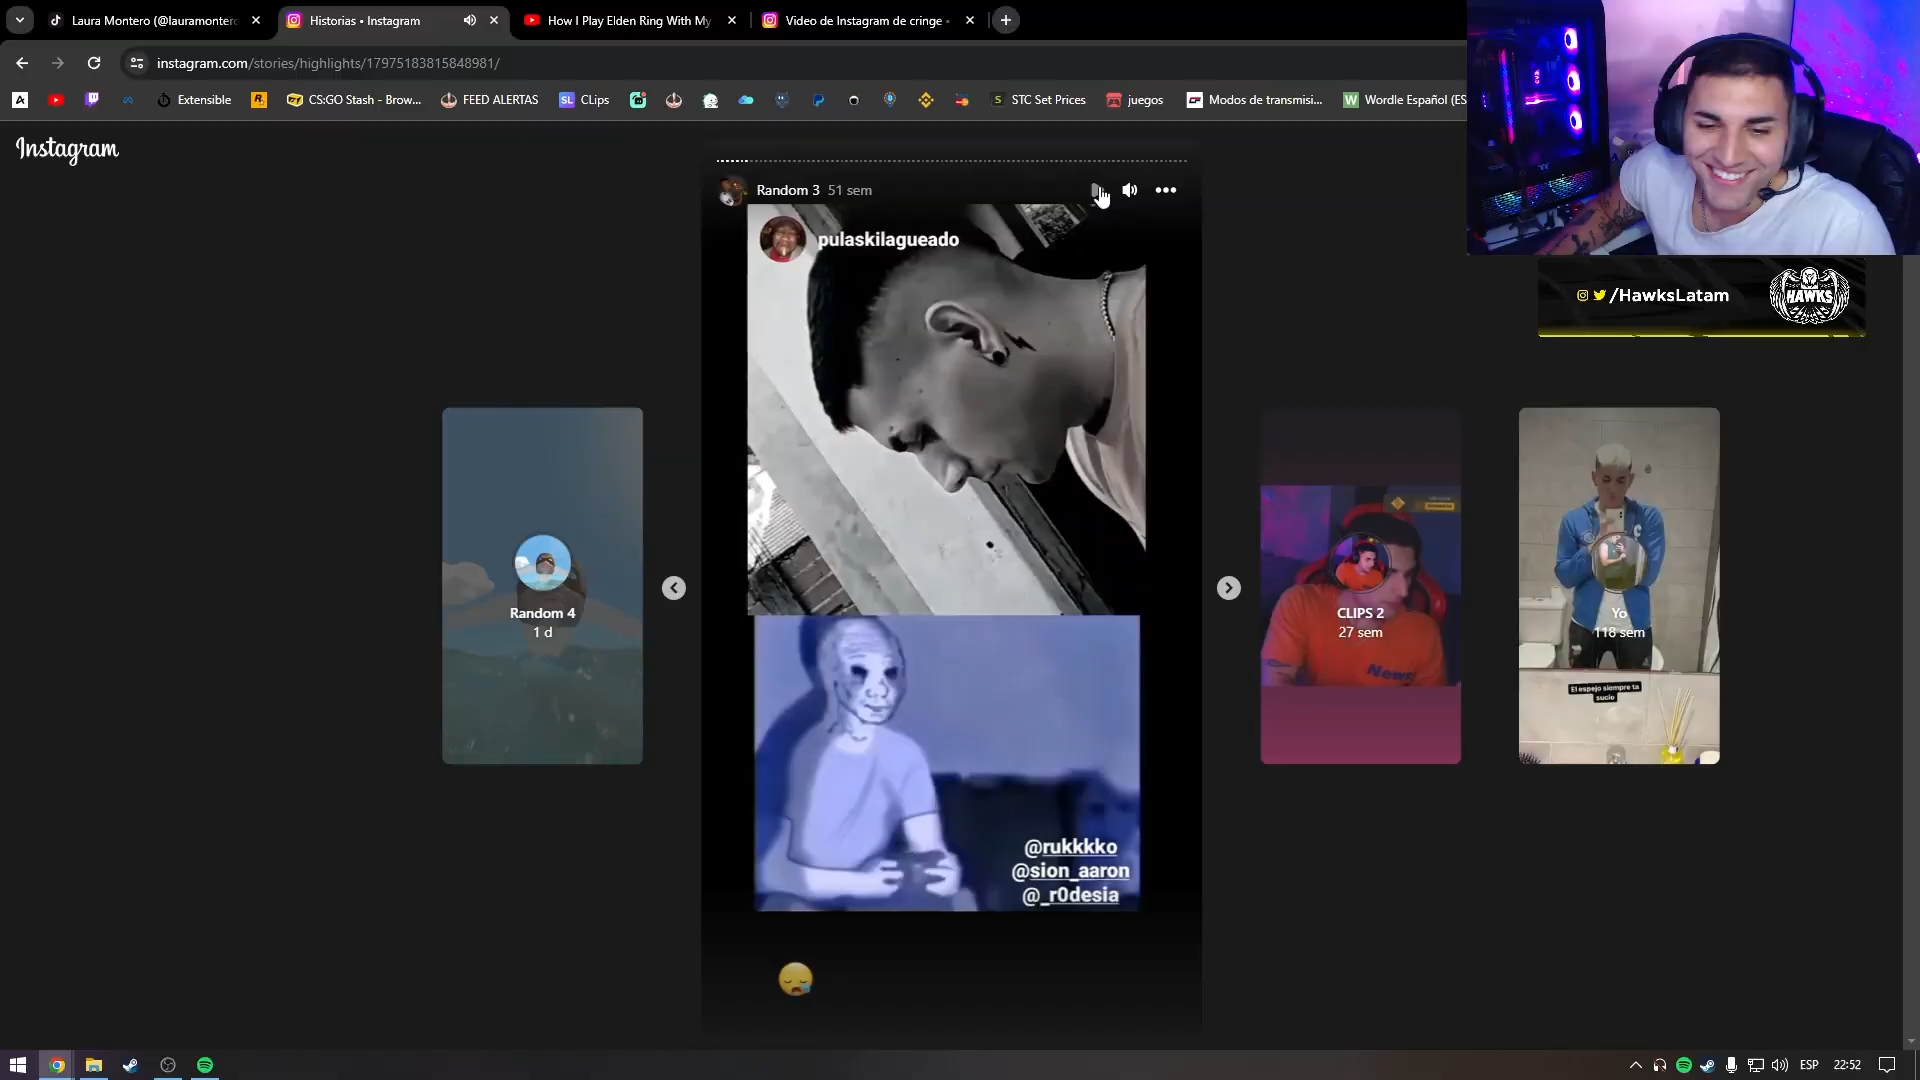 Laura Montero (@lauramonterc
Historias • Instagram
How I Play Elden Ring With My
Video de Instagram de cringe
instagram.com/stories/highlights/17975183815848981/
Extensible
CS:GO Stash - Brow...
FEED ALERTAS
SL
CLips
S
STC Set Prices
juegos
Modos de transmisi...
W
Wordle Español (ES
Instagram
Random 3 51 sem
pulaskilagueado
/HawksLatam
HAWKS
Random 4
1 d
CLIPS 2
27 sem
Yo
118 sem
El espejo siempre ta
sucio
@rukkkko
@sion_aaron
@_r0desia
ESP
22:52